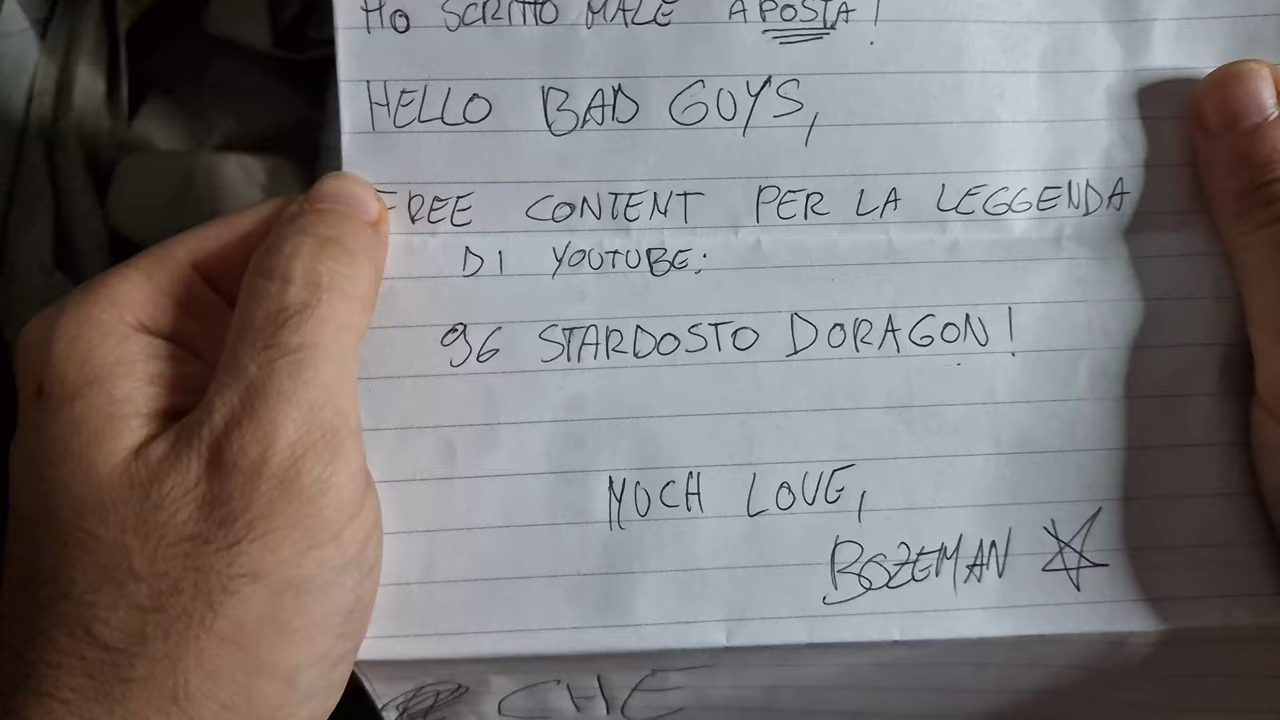 HO SCRITTO MALE APOSTA!
HELLO BAD GUYS,
FREE CONTENT PER LA LEGGENDA
DI YOUTUBE:
96 STARDOSTO DORAGON!
MUCH LOVE,
BOZEMAN
CHE